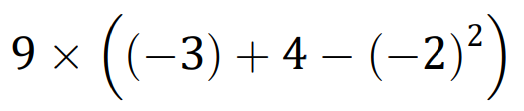 9 × ((−3) + 4 − (−2)²)